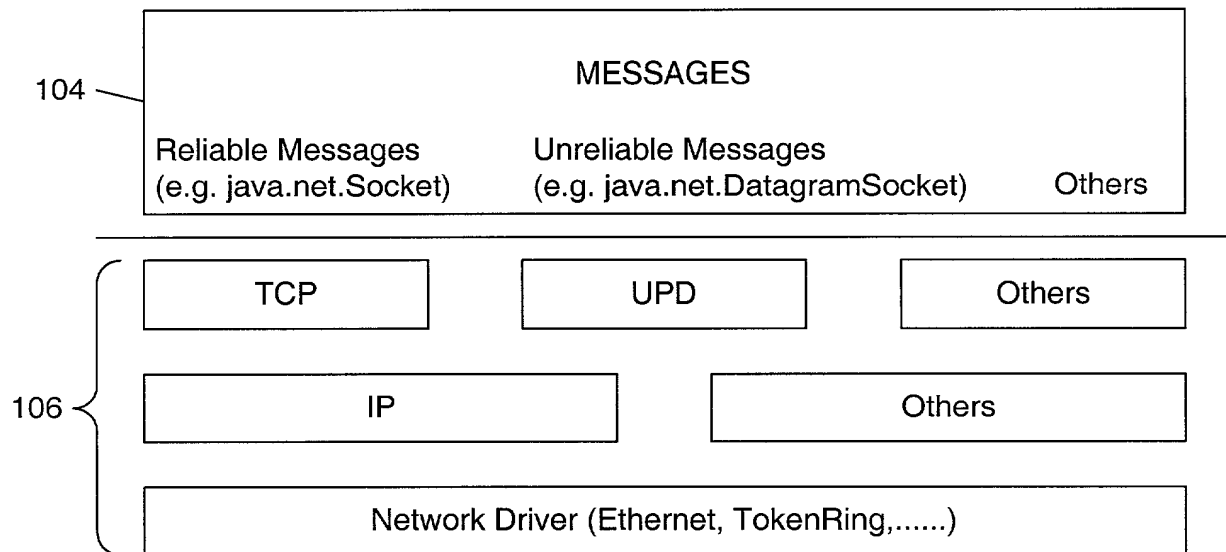 MESSAGES
104
Reliable Messages
(e.g. java.net.Socket)
Unreliable Messages
(e.g. java.net.DatagramSocket)
Others
TCP
UPD
Others
106
IP
Others
Network Driver (Ethernet, TokenRing,......)